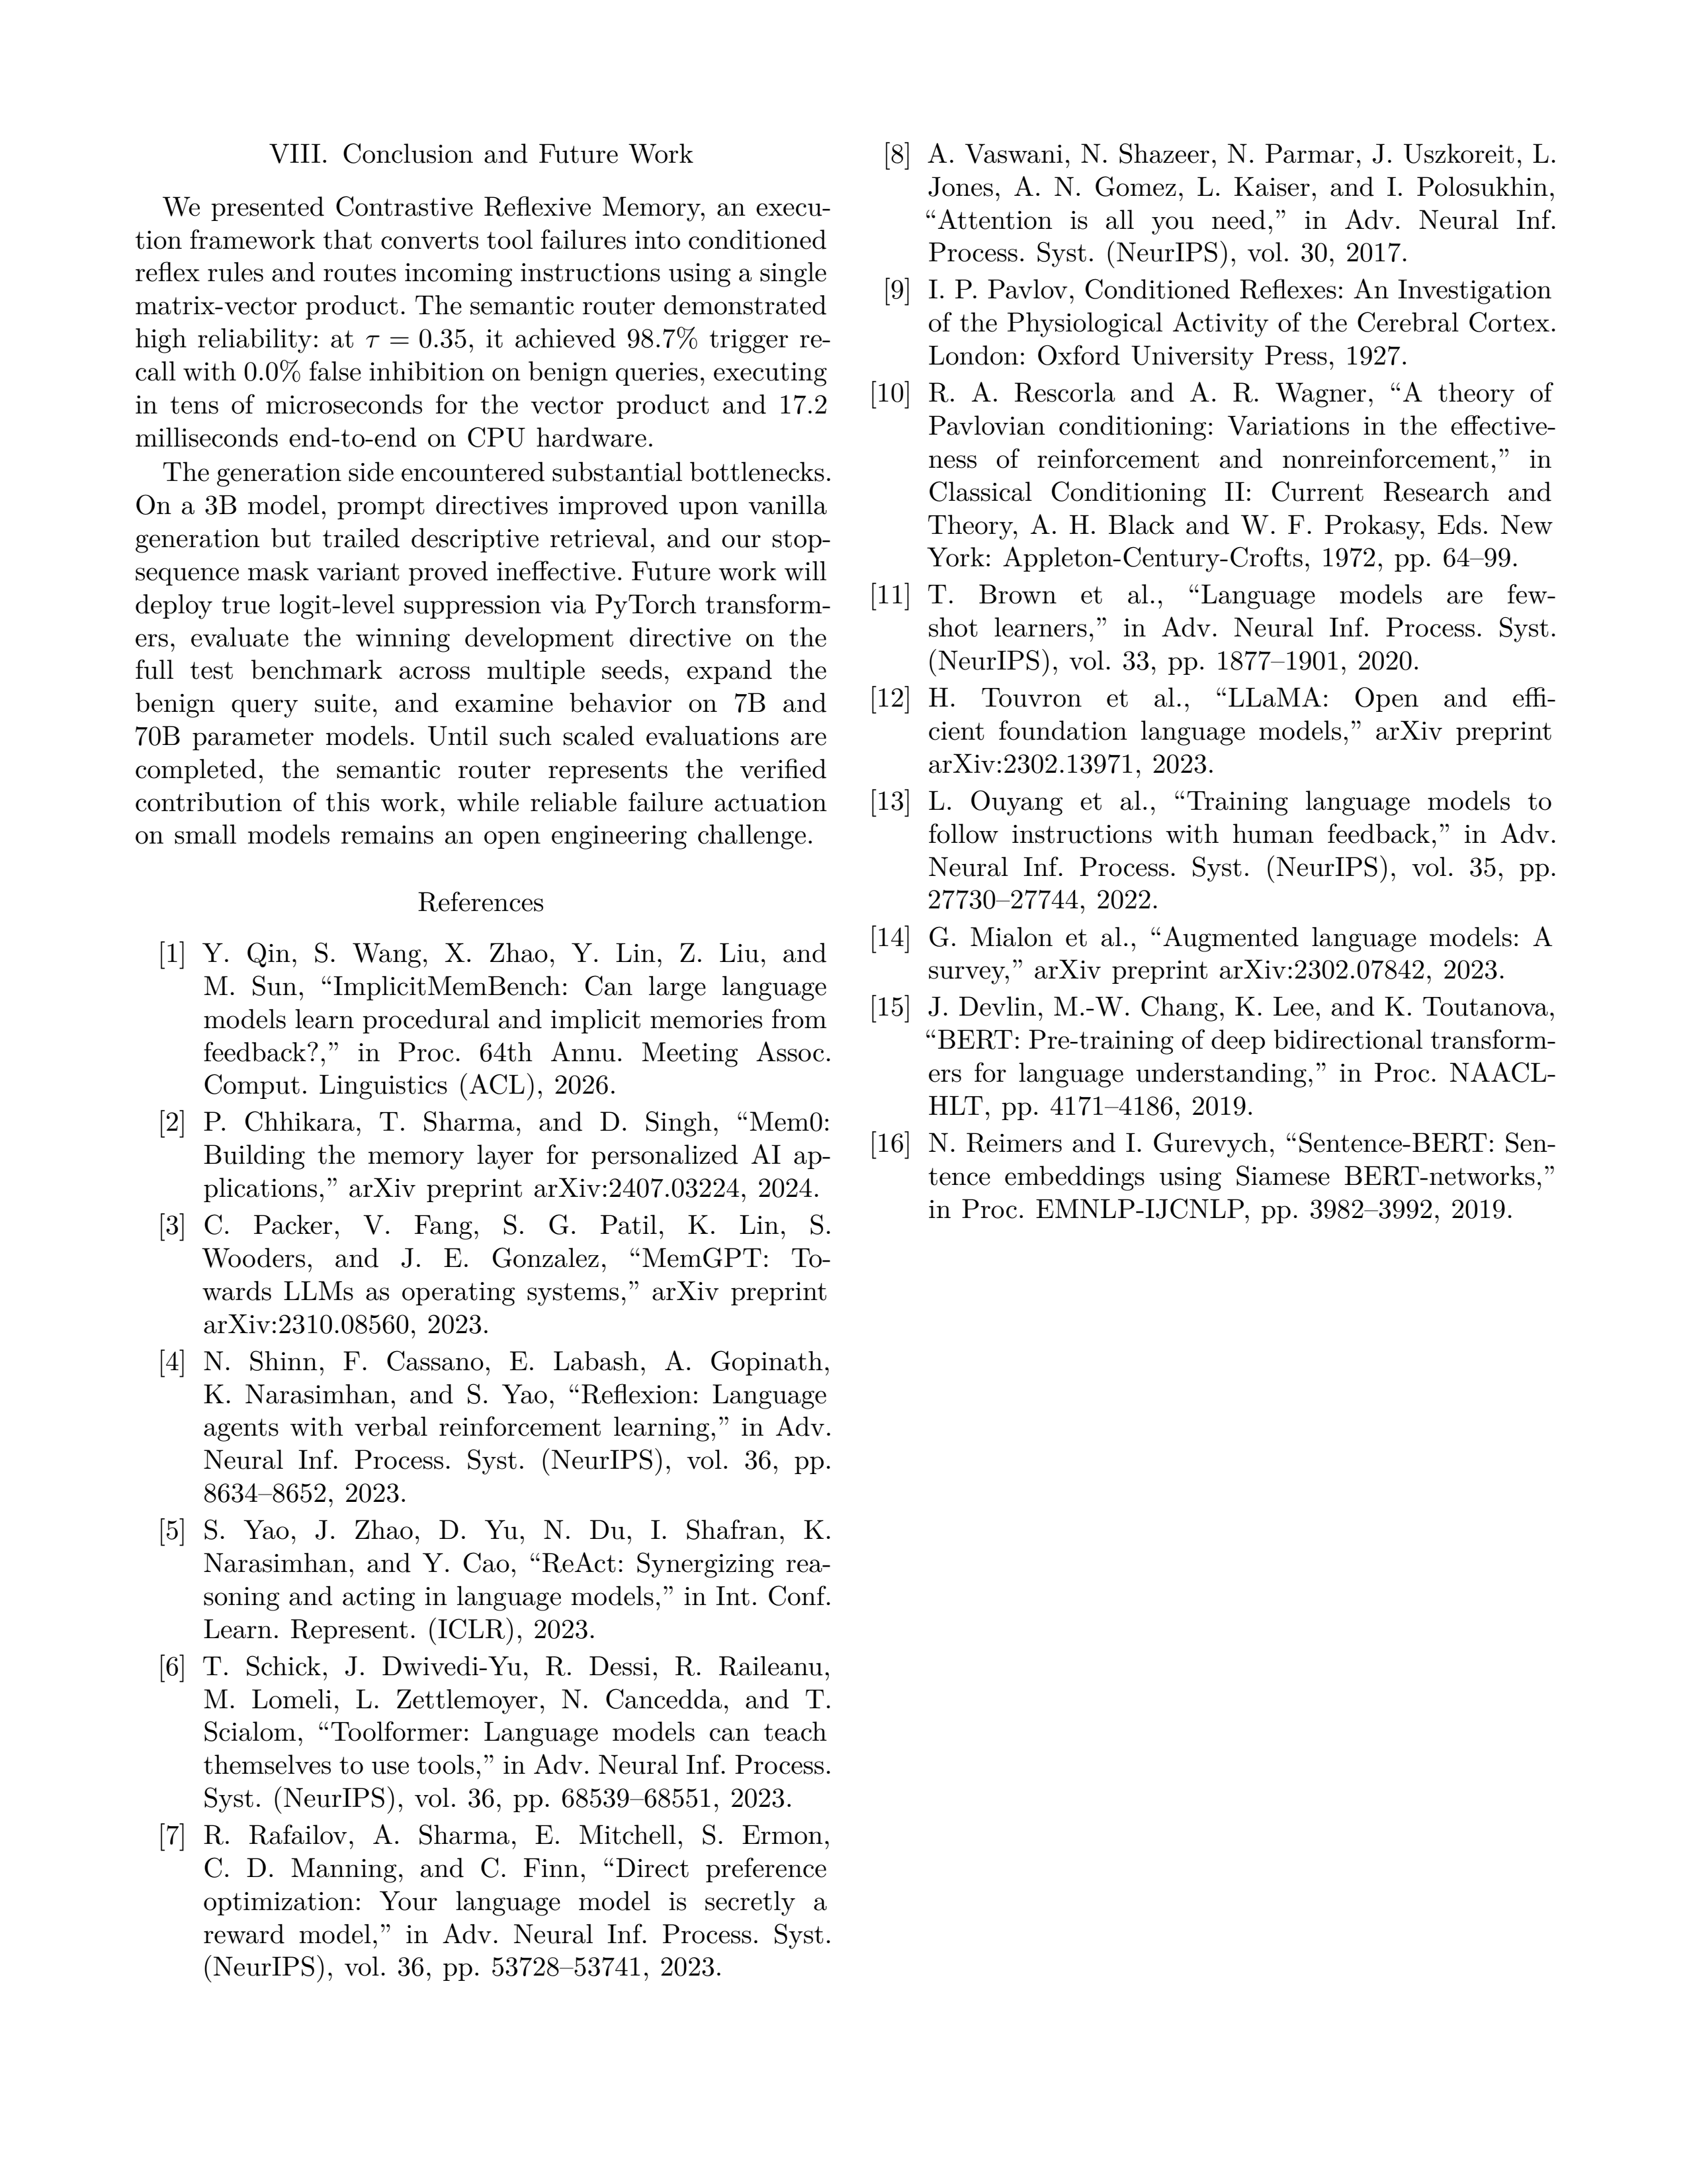 VIII. Conclusion and Future Work
We presented Contrastive Reflexive Memory, an execu-
tion framework that converts tool failures into conditioned
reflex rules and routes incoming instructions using a single
matrix-vector product. The semantic router demonstrated
high reliability: at τ = 0.35, it achieved 98.7% trigger re-
call with 0.0% false inhibition on benign queries, executing
in tens of microseconds for the vector product and 17.2
milliseconds end-to-end on CPU hardware.
The generation side encountered substantial bottlenecks.
On a 3B model, prompt directives improved upon vanilla
generation but trailed descriptive retrieval, and our stop-
sequence mask variant proved ineffective. Future work will
deploy true logit-level suppression via PyTorch transform-
ers, evaluate the winning development directive on the
full test benchmark across multiple seeds, expand the
benign query suite, and examine behavior on 7B and
70B parameter models. Until such scaled evaluations are
completed, the semantic router represents the verified
contribution of this work, while reliable failure actuation
on small models remains an open engineering challenge.
References
[1] Y. Qin, S. Wang, X. Zhao, Y. Lin, Z. Liu, and
M. Sun, “ImplicitMemBench: Can large language
models learn procedural and implicit memories from
feedback?,” in Proc. 64th Annu. Meeting Assoc.
Comput. Linguistics (ACL), 2026.
[2] P. Chhikara, T. Sharma, and D. Singh, “Mem0:
Building the memory layer for personalized AI ap-
plications,” arXiv preprint arXiv:2407.03224, 2024.
[3] C. Packer, V. Fang, S. G. Patil, K. Lin, S.
Wooders, and J. E. Gonzalez, “MemGPT: To-
wards LLMs as operating systems,” arXiv preprint
arXiv:2310.08560, 2023.
[4] N. Shinn, F. Cassano, E. Labash, A. Gopinath,
K. Narasimhan, and S. Yao, “Reflexion: Language
agents with verbal reinforcement learning,” in Adv.
Neural Inf. Process. Syst. (NeurIPS), vol. 36, pp.
8634–8652, 2023.
[5] S. Yao, J. Zhao, D. Yu, N. Du, I. Shafran, K.
Narasimhan, and Y. Cao, “ReAct: Synergizing rea-
soning and acting in language models,” in Int. Conf.
Learn. Represent. (ICLR), 2023.
[6] T. Schick, J. Dwivedi-Yu, R. Dessi, R. Raileanu,
M. Lomeli, L. Zettlemoyer, N. Cancedda, and T.
Scialom, “Toolformer: Language models can teach
themselves to use tools,” in Adv. Neural Inf. Process.
Syst. (NeurIPS), vol. 36, pp. 68539–68551, 2023.
[7] R. Rafailov, A. Sharma, E. Mitchell, S. Ermon,
C. D. Manning, and C. Finn, “Direct preference
optimization: Your language model is secretly a
reward model,” in Adv. Neural Inf. Process. Syst.
(NeurIPS), vol. 36, pp. 53728–53741, 2023.
[8] A. Vaswani, N. Shazeer, N. Parmar, J. Uszkoreit, L.
Jones, A. N. Gomez, L. Kaiser, and I. Polosukhin,
“Attention is all you need,” in Adv. Neural Inf.
Process. Syst. (NeurIPS), vol. 30, 2017.
[9] I. P. Pavlov, Conditioned Reflexes: An Investigation
of the Physiological Activity of the Cerebral Cortex.
London: Oxford University Press, 1927.
[10] R. A. Rescorla and A. R. Wagner, “A theory of
Pavlovian conditioning: Variations in the effective-
ness of reinforcement and nonreinforcement,” in
Classical Conditioning II: Current Research and
Theory, A. H. Black and W. F. Prokasy, Eds. New
York: Appleton-Century-Crofts, 1972, pp. 64–99.
[11] T. Brown et al., “Language models are few-
shot learners,” in Adv. Neural Inf. Process. Syst.
(NeurIPS), vol. 33, pp. 1877–1901, 2020.
[12] H. Touvron et al., “LLaMA: Open and effi-
cient foundation language models,” arXiv preprint
arXiv:2302.13971, 2023.
[13] L. Ouyang et al., “Training language models to
follow instructions with human feedback,” in Adv.
Neural Inf. Process. Syst. (NeurIPS), vol. 35, pp.
27730–27744, 2022.
[14] G. Mialon et al., “Augmented language models: A
survey,” arXiv preprint arXiv:2302.07842, 2023.
[15] J. Devlin, M.-W. Chang, K. Lee, and K. Toutanova,
“BERT: Pre-training of deep bidirectional transform-
ers for language understanding,” in Proc. NAACL-
HLT, pp. 4171–4186, 2019.
[16] N. Reimers and I. Gurevych, “Sentence-BERT: Sen-
tence embeddings using Siamese BERT-networks,”
in Proc. EMNLP-IJCNLP, pp. 3982–3992, 2019.